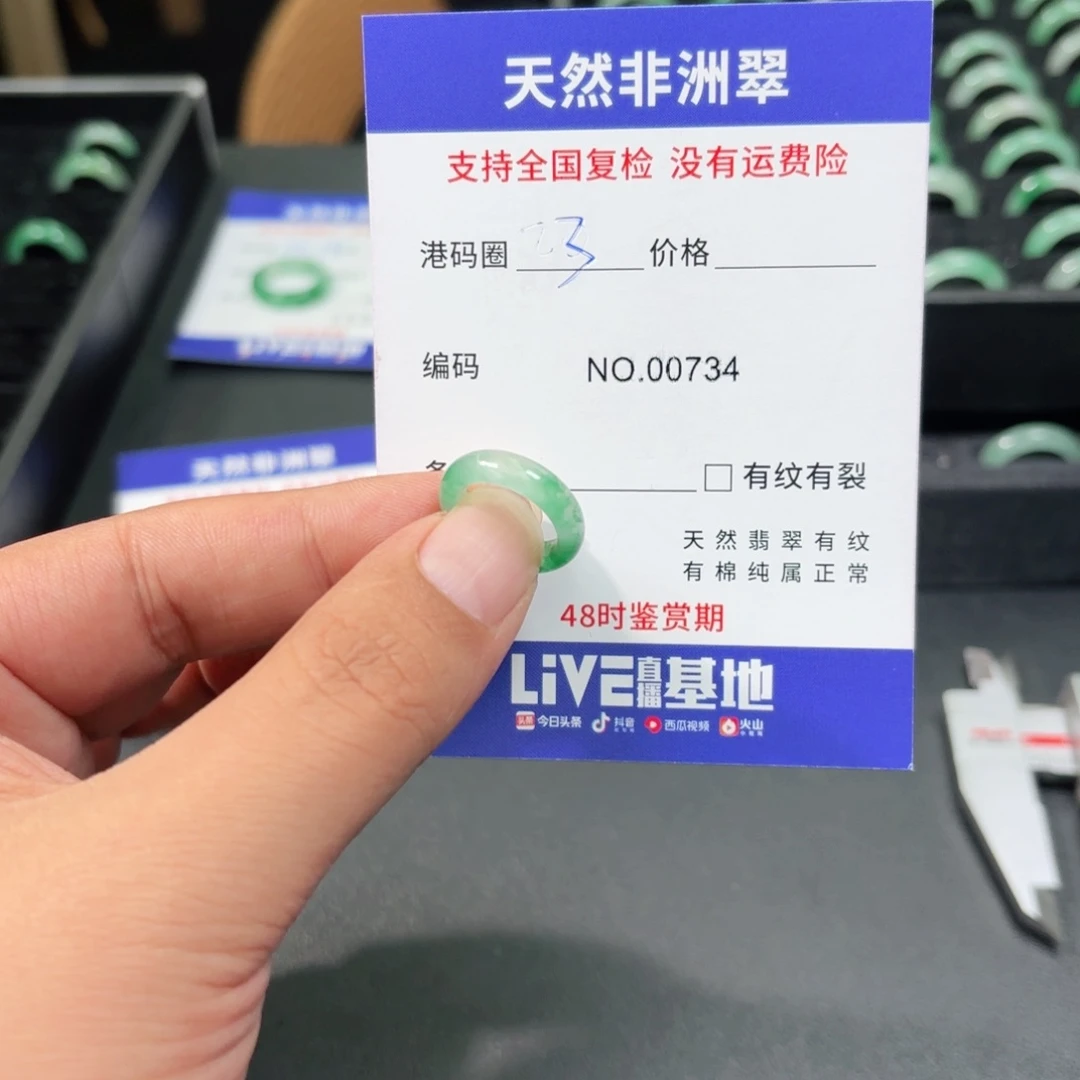 天然非洲翠
支持全国复检 没有运费险
港码圈 23 价格
编码 NO.00734
有纹有裂
天然翡翠有纹
有棉纯属正常
48时鉴赏期
LiVE直播基地
今日头条 抖音 西瓜视频 火山
天然非洲翠